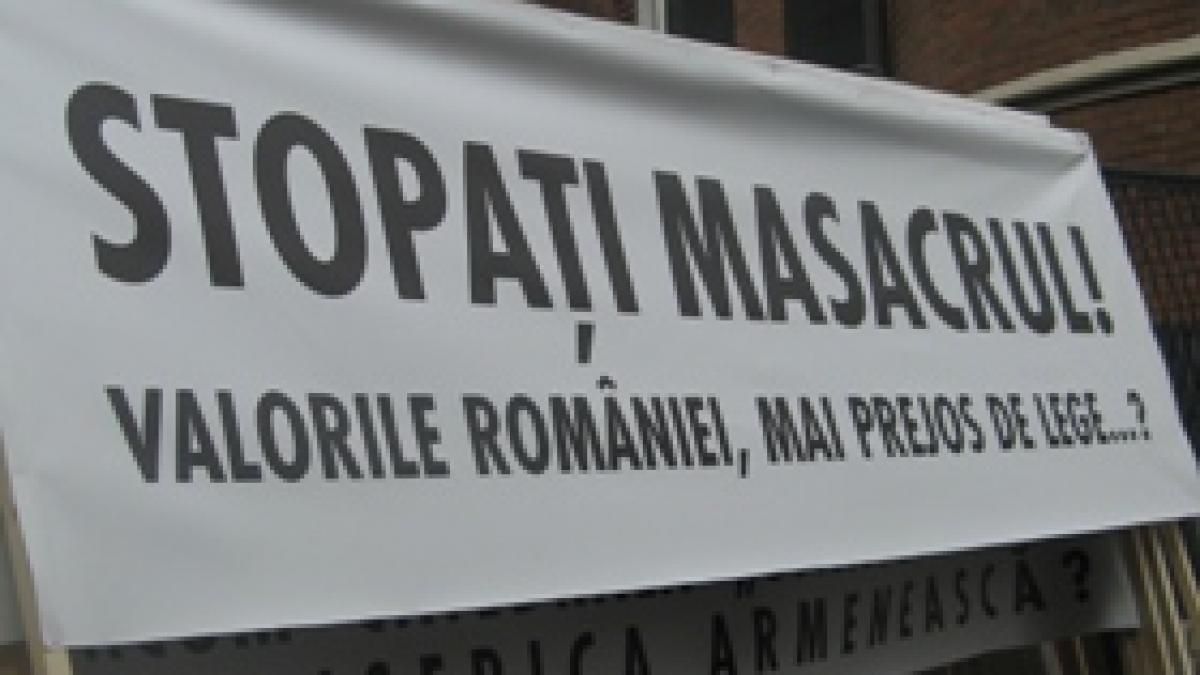 STOPAȚI MASACRUL!
VALORILE ROMÂNIEI, MAI PREJOS DE LEGE...?
ARMENEASCĂ?